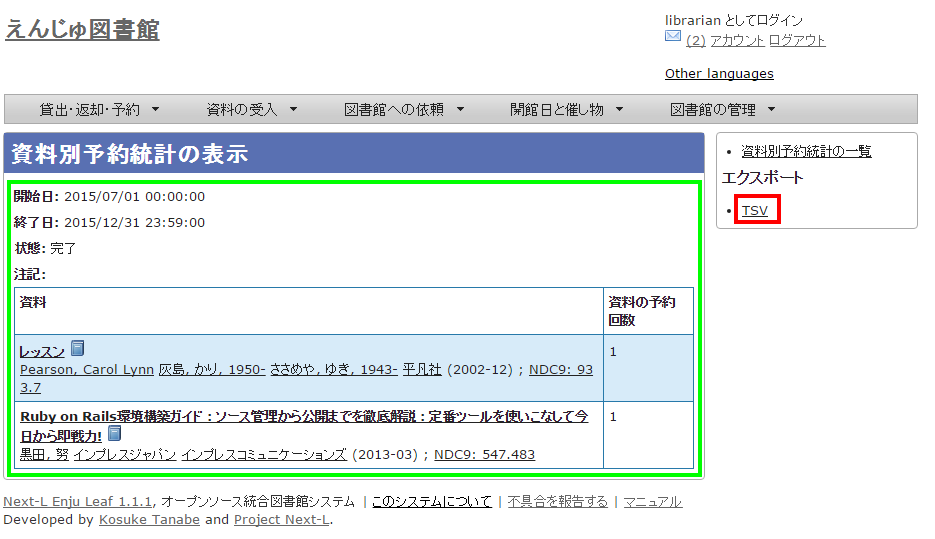 えんじゅ図書館
librarian としてログイン
(2) アカウント ログアウト
Other languages
貸出・返却・予約 ▼ 資料の受入 ▼ 図書館への依頼 ▼ 開館日と催し物 ▼ 図書館の管理 ▼
資料別予約統計の表示
開始日: 2015/07/01 00:00:00
終了日: 2015/12/31 23:59:00
状態: 完了
注記:
資料 資料の予約
回数
レッスン 1
Pearson, Carol Lynn 灰島, かり, 1950- ささめや, ゆき, 1943- 平凡社 (2002-12) ; NDC9: 93
3.7
Ruby on Rails環境構築ガイド : ソース管理から公開までを徹底解説 : 定番ツールを使いこなして今 1
日から即戦力!
黒田, 努 インプレスジャパン インプレスコミュニケーションズ (2013-03) ; NDC9: 547.483
• 資料別予約統計の一覧
エクスポート
• TSV
Next-L Enju Leaf 1.1.1, オープンソース統合図書館システム | このシステムについて | 不具合を報告する | マニュアル
Developed by Kosuke Tanabe and Project Next-L.